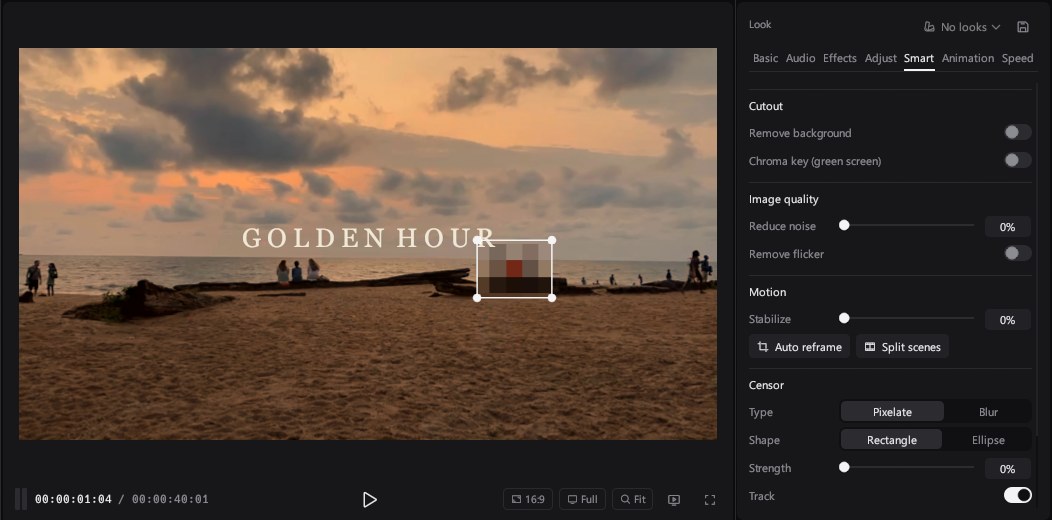 Look
No looks
Basic Audio Effects Adjust Smart Animation Speed
Cutout
Remove background
Chroma key (green screen)
Image quality
Reduce noise 0%
Remove flicker
Motion
Stabilize 0%
Auto reframe Split scenes
Censor
Type Pixelate Blur
Shape Rectangle Ellipse
Strength 0%
Track
GOLDEN HOUR
00:00:01:04 / 00:00:40:01
16:9 Full Fit